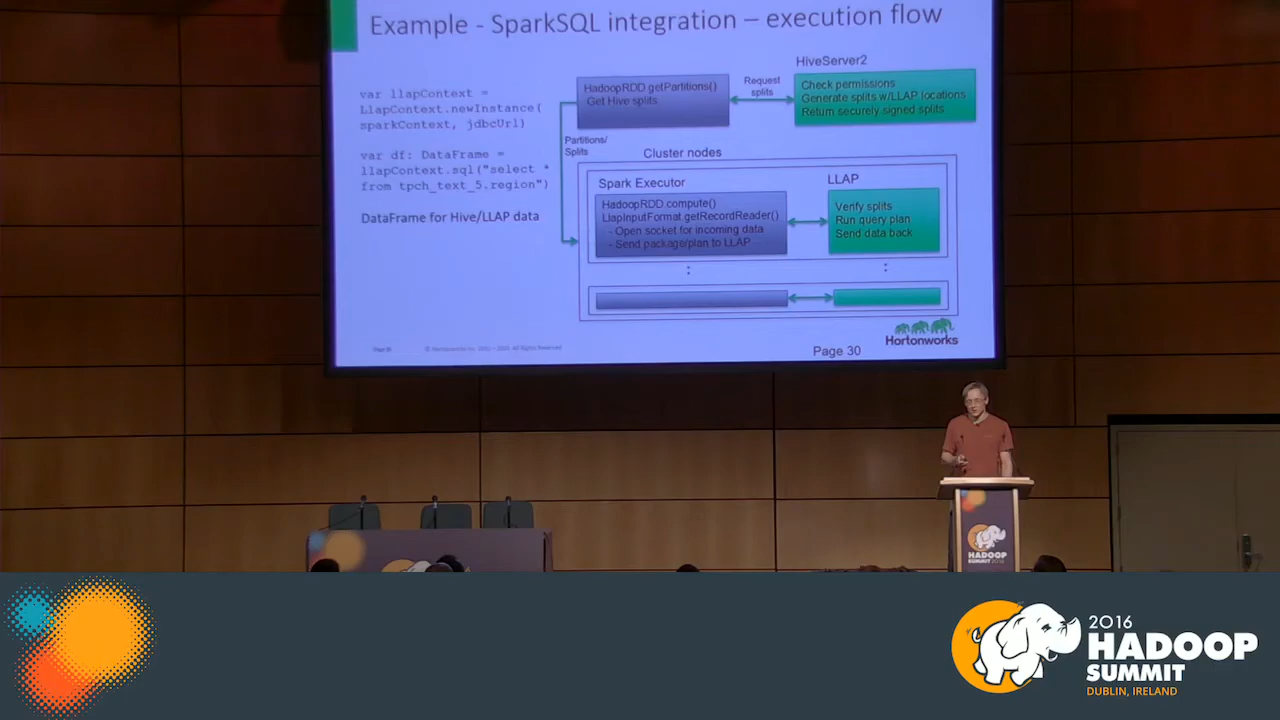 Example - SparkSQL integration – execution flow
var llapContext =
LlapContext.newInstance(
sparkContext, jdbcUrl)
var df: DataFrame =
llapContext.sql("select *
from tpch_text_5.region")
DataFrame for Hive/LLAP data
HadoopRDD getPartitions()
Get Hive splits
Request
splits
HiveServer2
Check permissions
Generate splits w/LLAP locations
Return securely signed splits
Partitions/
Splits
Cluster nodes
Spark Executor
HadoopRDD.compute()
LlapInputFormat.getRecordReader()
- Open socket for incoming data
- Send package/plan to LLAP
LLAP
Verify splits
Run query plan
Send data back
:
:
Hortonworks
Page 30
HADOOP
SUMMIT
2016
HADOOP
SUMMIT
DUBLIN, IRELAND